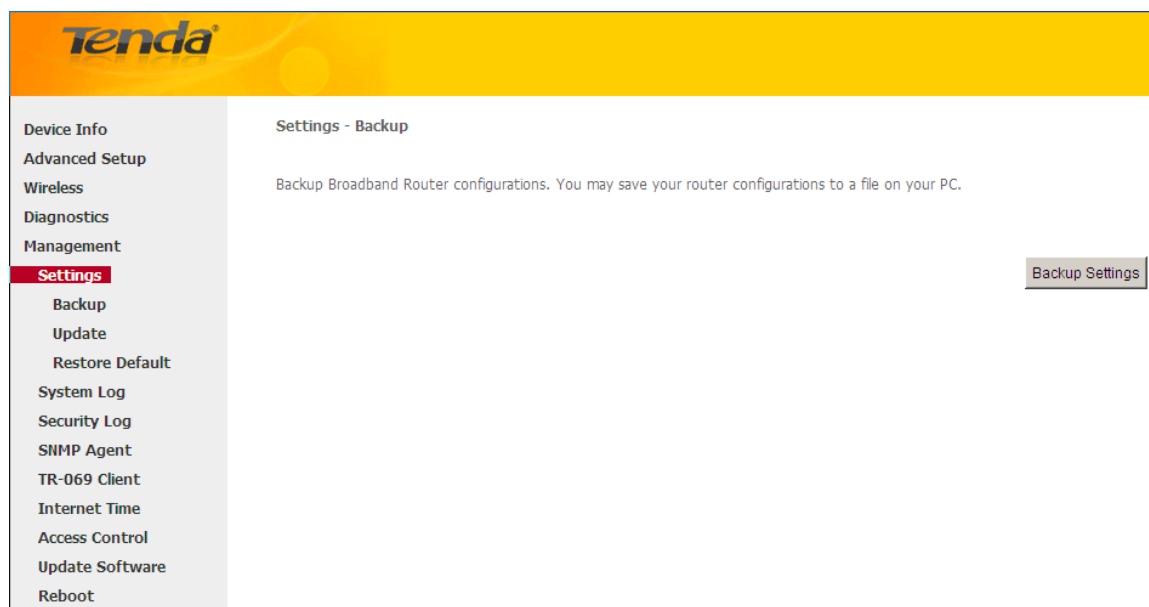 Tenda®
Device Info
Advanced Setup
Wireless
Diagnostics
Management
Settings
Backup
Update
Restore Default
System Log
Security Log
SNMP Agent
TR-069 Client
Internet Time
Access Control
Update Software
Reboot
Settings - Backup
Backup Broadband Router configurations. You may save your router configurations to a file on your PC.
Backup Settings